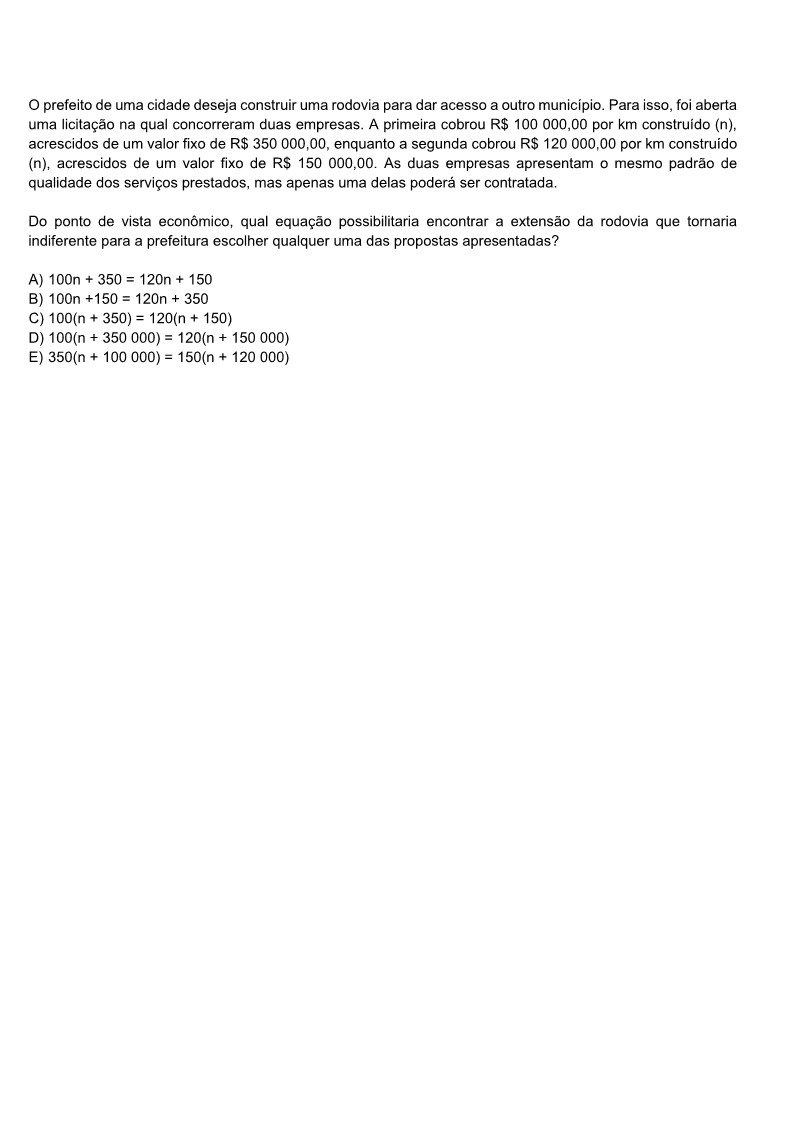 O prefeito de uma cidade deseja construir uma rodovia para dar acesso a outro município. Para isso, foi aberta
uma licitação na qual concorreram duas empresas. A primeira cobrou R$ 100 000,00 por km construído (n),
acrescidos de um valor fixo de R$ 350 000,00, enquanto a segunda cobrou R$ 120 000,00 por km construído
(n), acrescidos de um valor fixo de R$ 150 000,00. As duas empresas apresentam o mesmo padrão de
qualidade dos serviços prestados, mas apenas uma delas poderá ser contratada.
Do ponto de vista econômico, qual equação possibilitaria encontrar a extensão da rodovia que tornaria
indiferente para a prefeitura escolher qualquer uma das propostas apresentadas?
A) 100n + 350 = 120n + 150
B) 100n +150 = 120n + 350
C) 100(n + 350) = 120(n + 150)
D) 100(n + 350 000) = 120(n + 150 000)
E) 350(n + 100 000) = 150(n + 120 000)